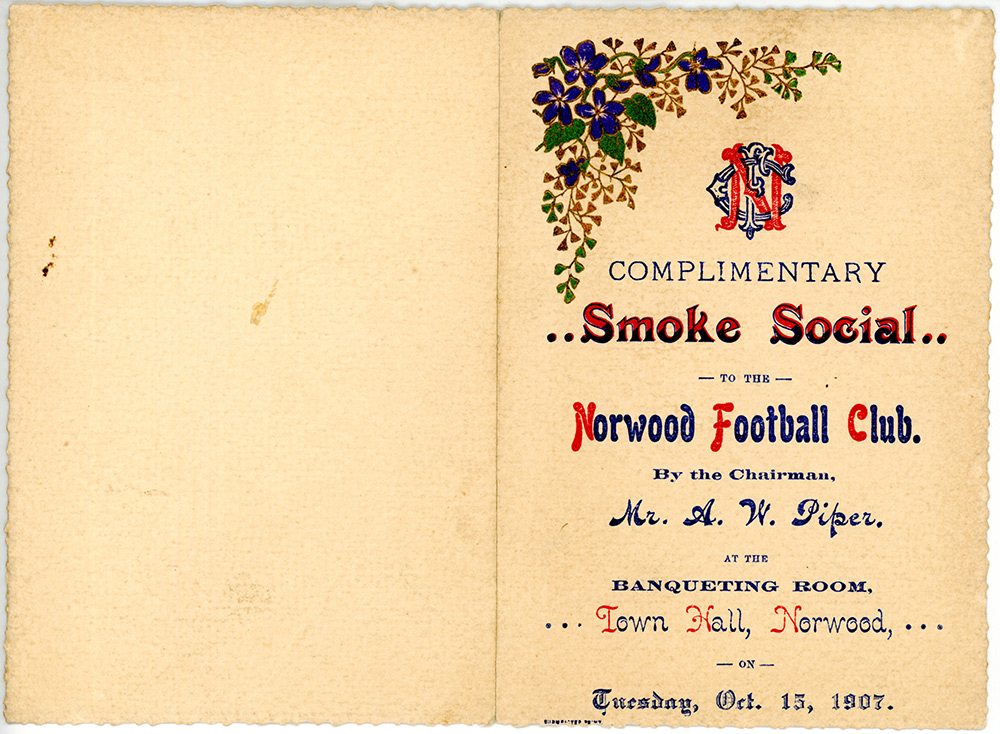 NFC
COMPLIMENTARY
..Smoke Social..
— TO THE —
Norwood Football Club.
By the Chairman,
Mr. A. W. Piper.
AT THE
BANQUETING ROOM,
... Town Hall, Norwood, ...
— ON —
Tuesday, Oct. 15, 1907.